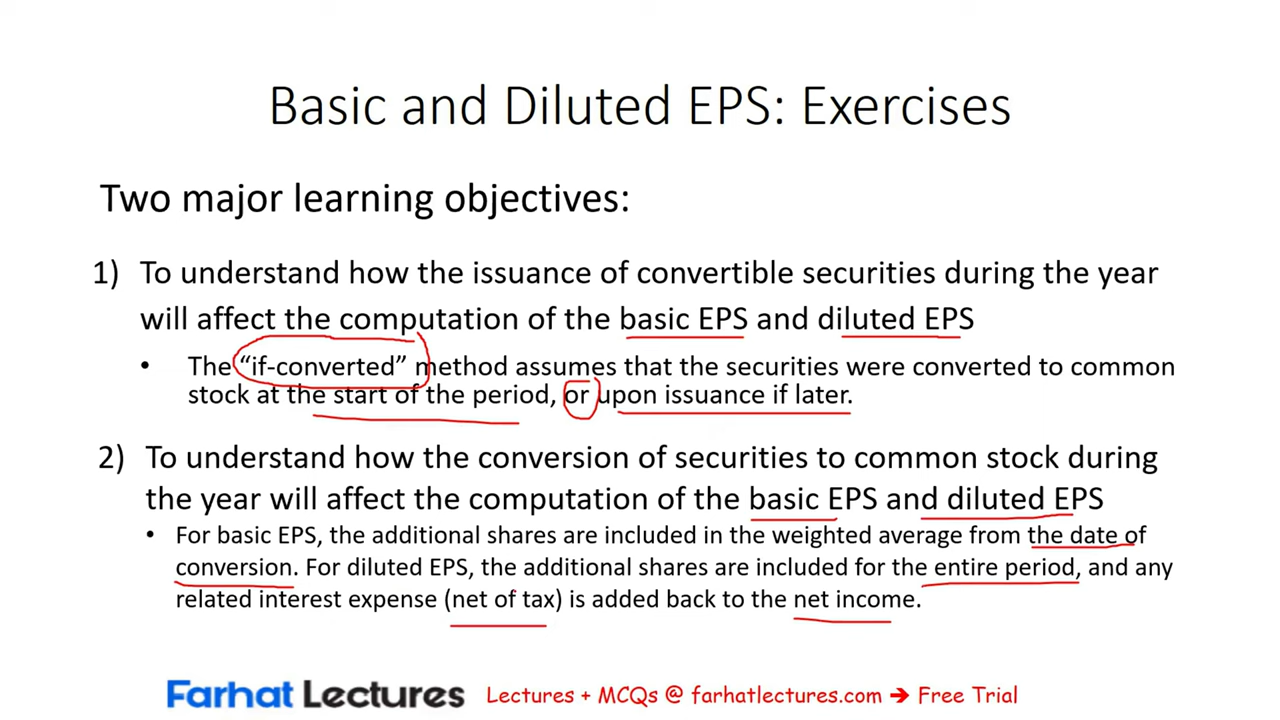 Basic and Diluted EPS: Exercises
Two major learning objectives:
1) To understand how the issuance of convertible securities during the year
will affect the computation of the basic EPS and diluted EPS
• The “if-converted” method assumes that the securities were converted to common
stock at the start of the period, or upon issuance if later.
2) To understand how the conversion of securities to common stock during
the year will affect the computation of the basic EPS and diluted EPS
• For basic EPS, the additional shares are included in the weighted average from the date of
conversion. For diluted EPS, the additional shares are included for the entire period, and any
related interest expense (net of tax) is added back to the net income.
Farhat Lectures Lectures + MCQs @ farhatlectures.com ➔ Free Trial